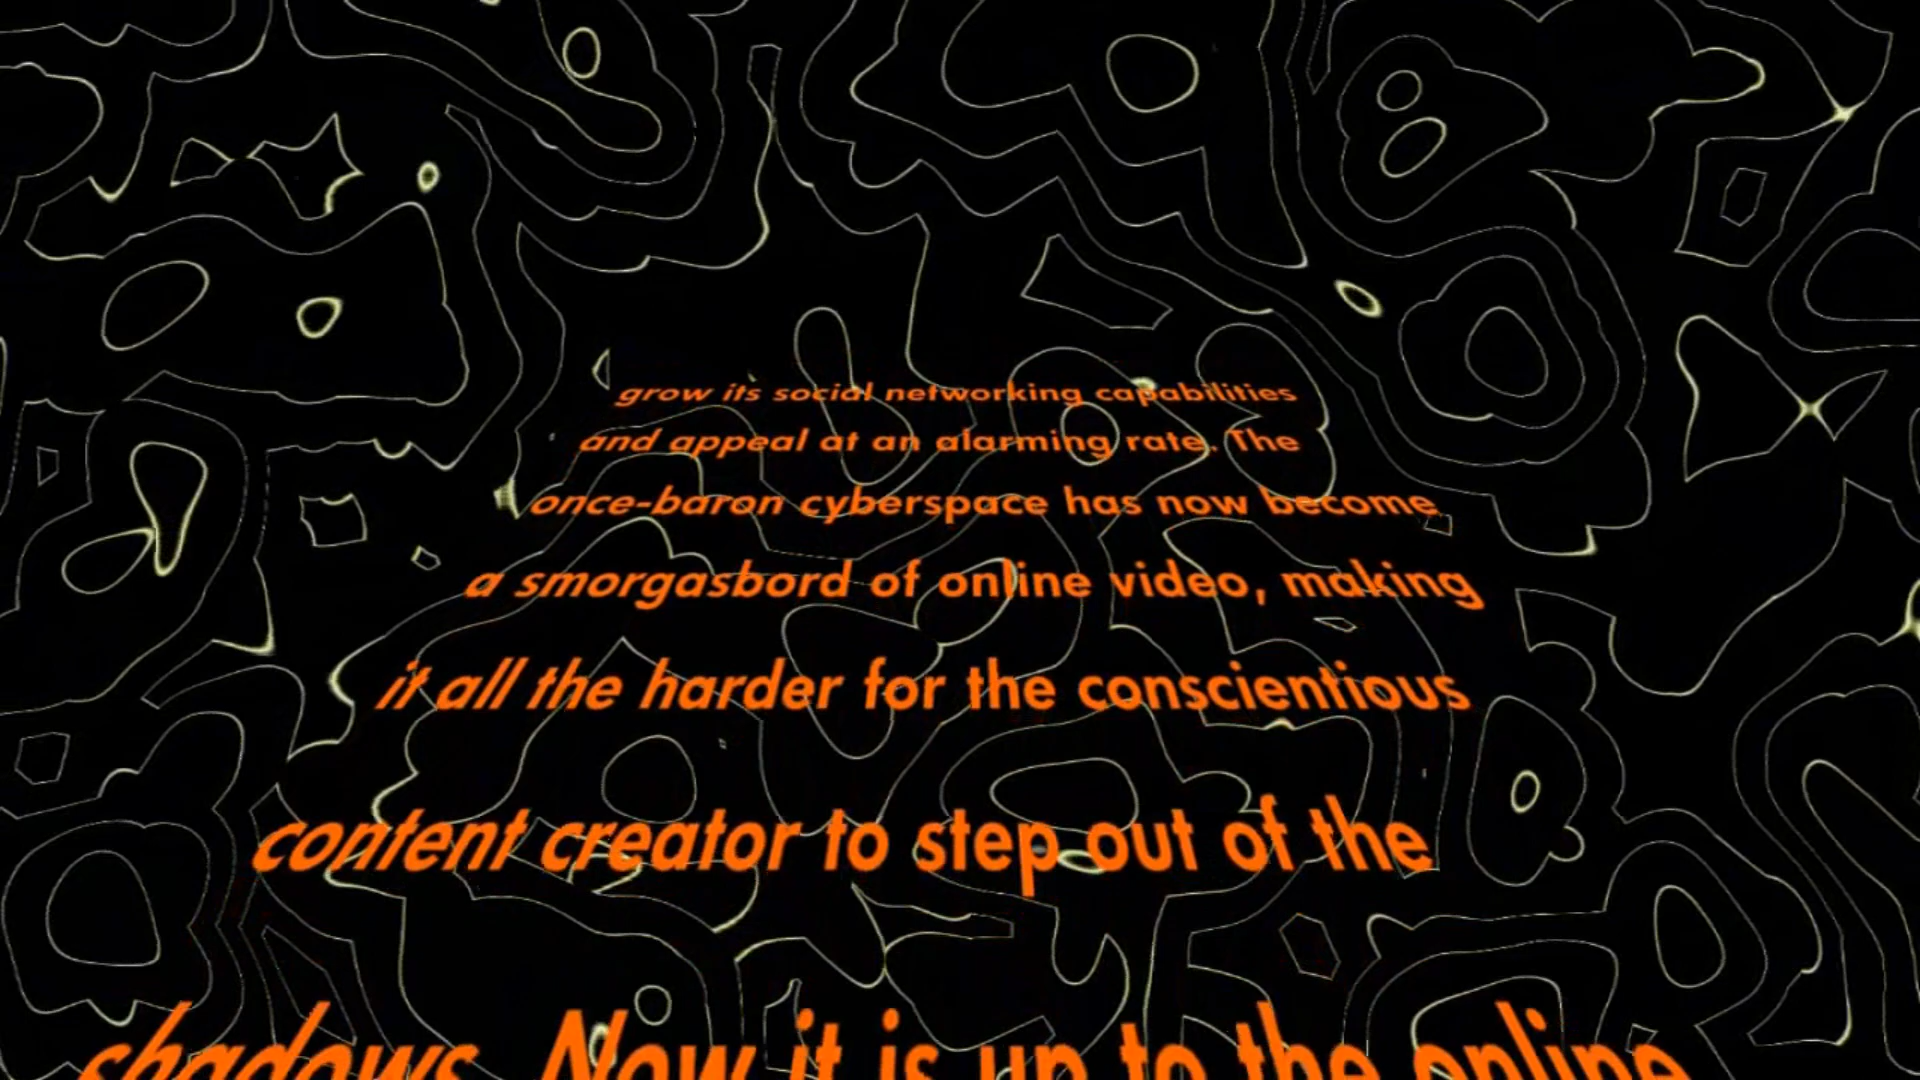 grow its social networking capabilities
and appeal at an alarming rate. The
once-baron cyberspace has now become
a smorgasbord of online video, making
it all the harder for the conscientious
content creator to step out of the
shadows. Now it is up to the online